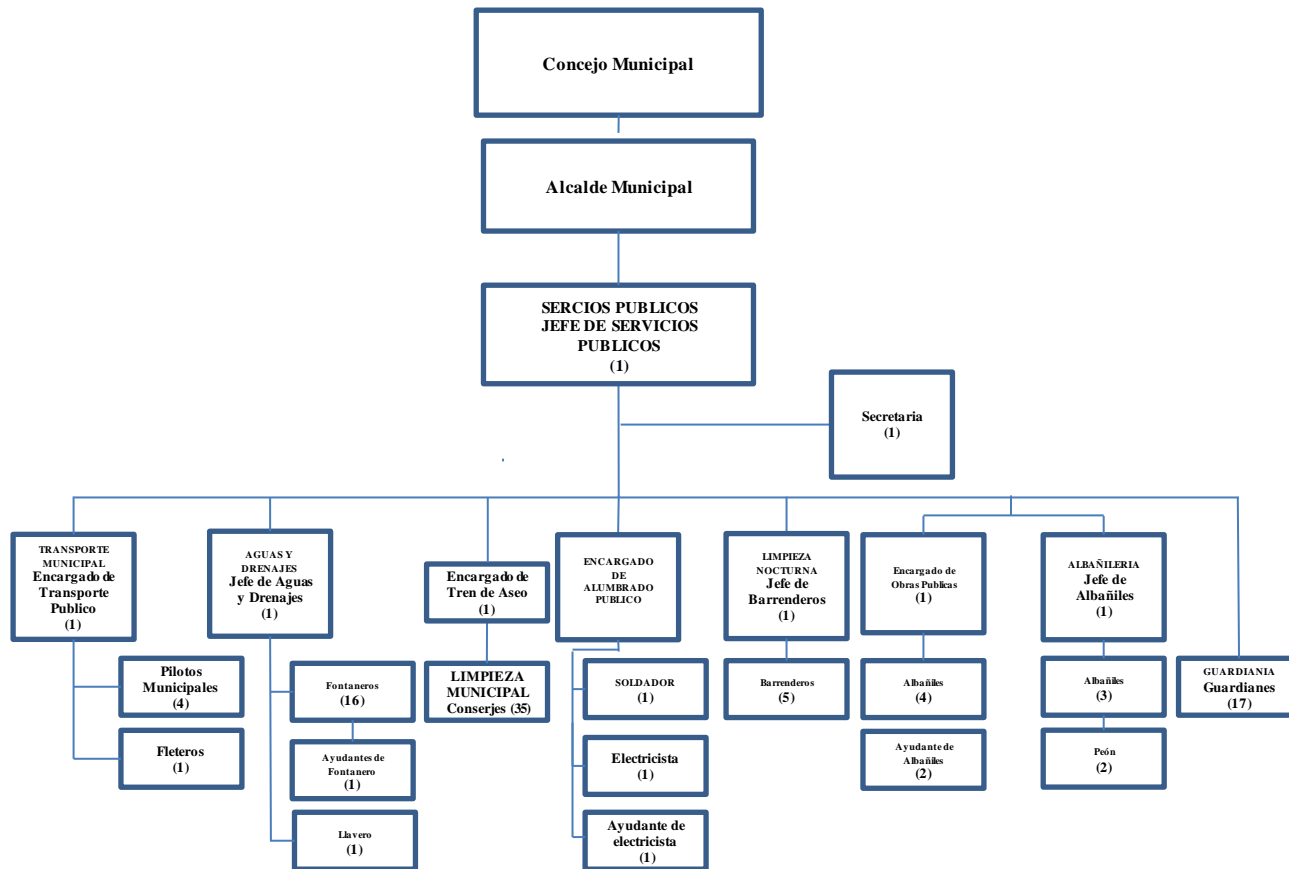 Concejo Municipal
Alcalde Municipal
SERCIOS PUBLICOS
JEFE DE SERVICIOS
PUBLICOS
(1)
Secretaria
(1)
TRANSPORTE
MUNICIPAL
Encargado de
Transporte
Publico
(1)
AGUAS Y
DRENAJES
Jefe de Aguas
y Drenajes
(1)
Encargado de
Tren de Aseo
(1)
ENCARGADO
DE
ALUMBRADO
PUBLICO
LIMPIEZA
NOCTURNA
Jefe de
Barrenderos
(1)
Encargado de
Obras Publicas
(1)
ALBAÑILERIA
Jefe de
Albañiles
(1)
Pilotos
Municipales
(4)
Fontaneros
(16)
LIMPIEZA
MUNICIPAL
Conserjes (35)
SOLDADOR
(1)
Barrenderos
(5)
Albañiles
(4)
Albañiles
(3)
GUARDIANIA
Guardianes
(17)
Fleteros
(1)
Ayudantes de
Fontanero
(1)
Electricista
(1)
Ayudante de
Albañiles
(2)
Peón
(2)
Llavero
(1)
Ayudante de
electricista
(1)